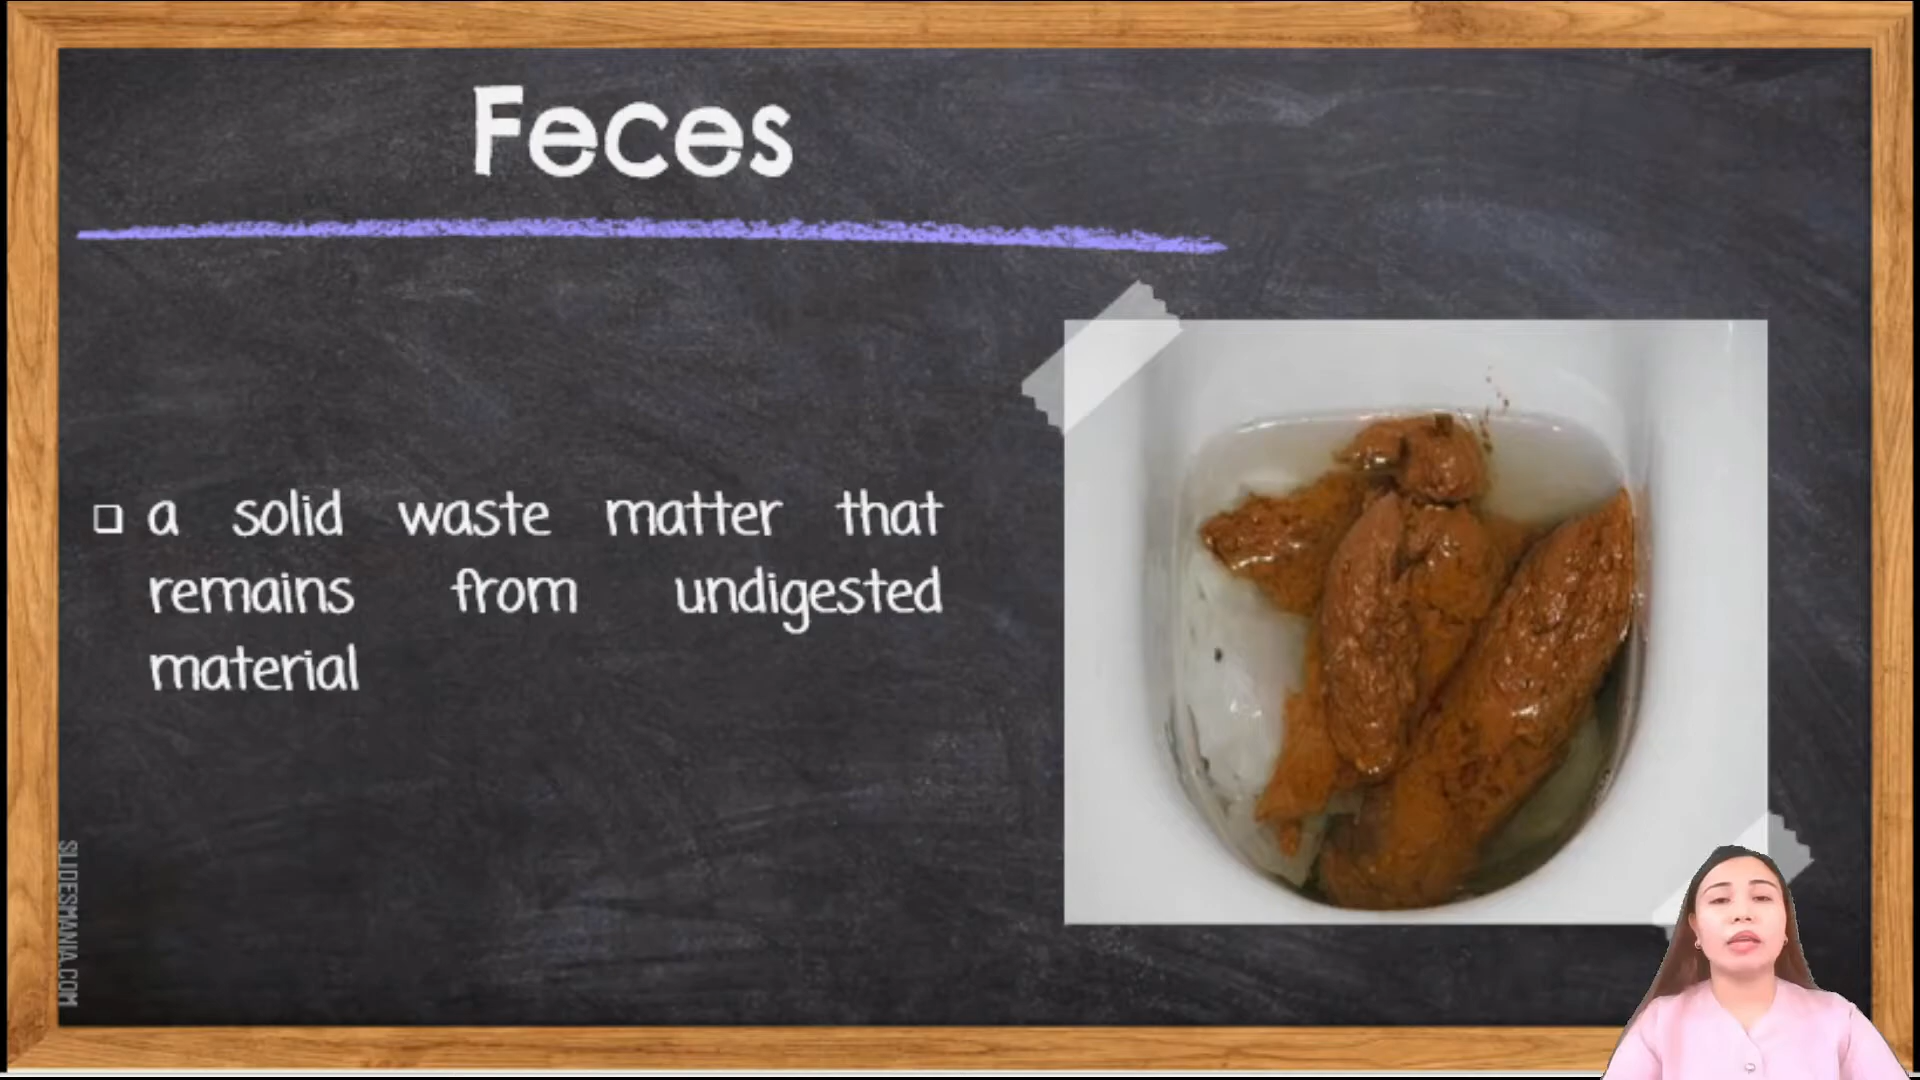 Feces
a solid waste matter that
remains from undigested
material
SLIDESMANIA.COM